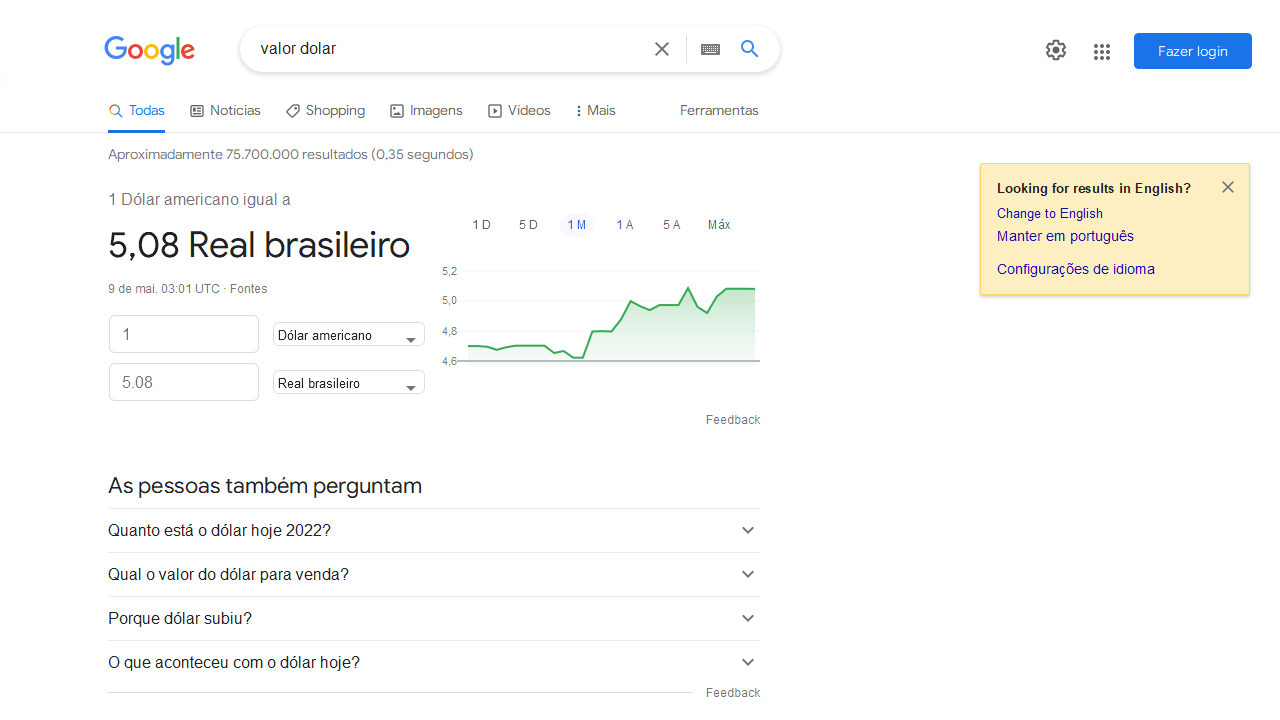 Google
valor dolar
Fazer login
Todas
Notícias
Shopping
Imagens
Vídeos
Mais
Ferramentas
Aproximadamente 75.700.000 resultados (0,35 segundos)
Looking for results in English?
Change to English
Manter em português
Configurações de idioma
1 Dólar americano igual a
5,08 Real brasileiro
9 de mai. 03:01 UTC · Fontes
1
Dólar americano
5.08
Real brasileiro
1 D
5 D
1 M
1 A
5 A
Máx
5,2
5,0
4,8
4,6
Feedback
As pessoas também perguntam
Quanto está o dólar hoje 2022?
Qual o valor do dólar para venda?
Porque dólar subiu?
O que aconteceu com o dólar hoje?
Feedback